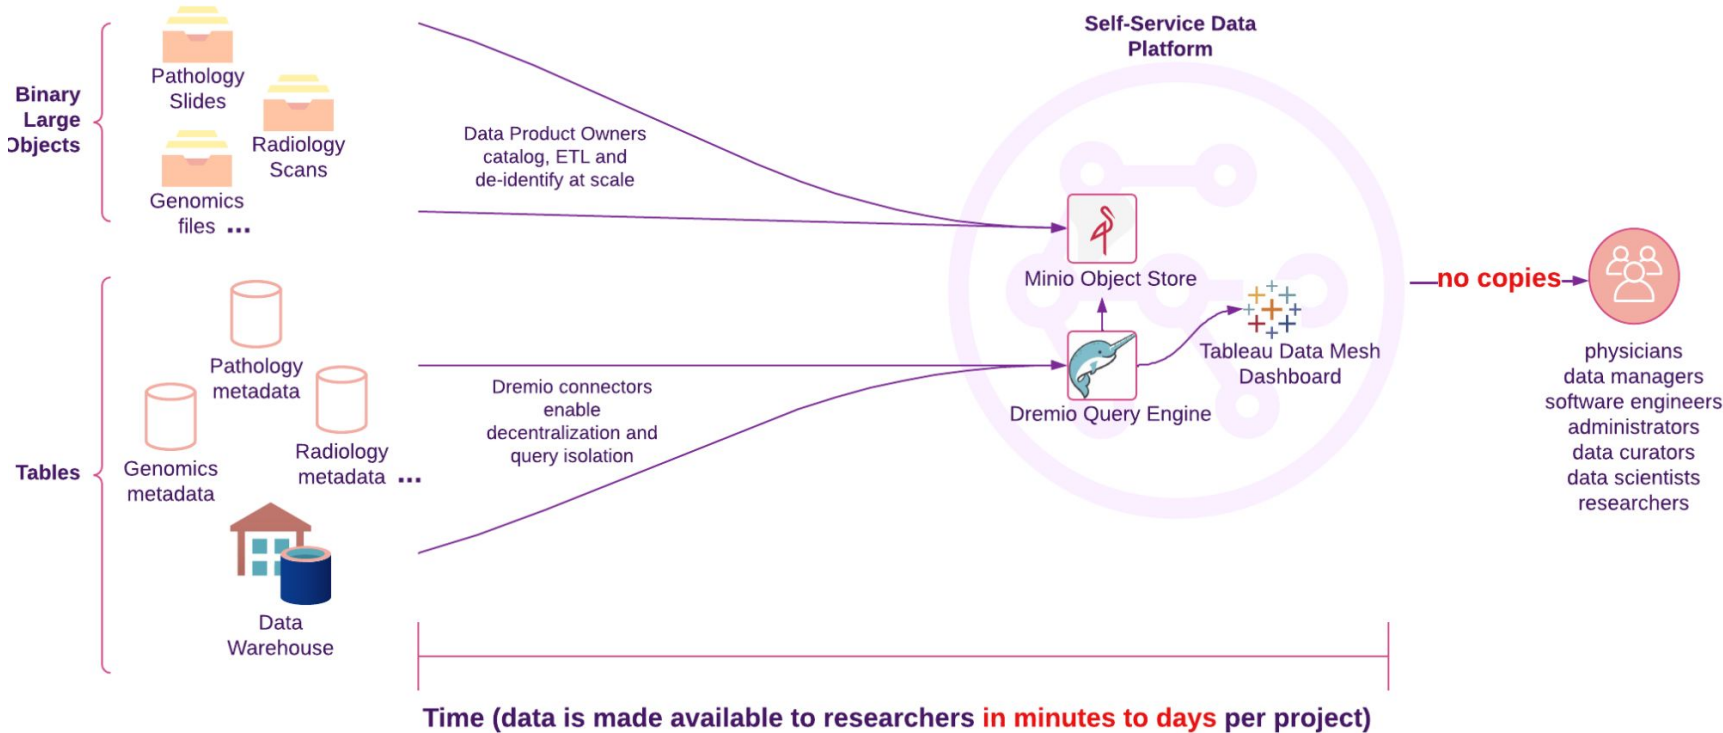 Binary
Large
Objects
Pathology
Slides
Radiology
Scans
Genomics
files ...
Data Product Owners
catalog, ETL and
de-identify at scale
Self-Service Data
Platform
Minio Object Store
Tableau Data Mesh
Dashboard
Dremio Query Engine
no copies
physicians
data managers
software engineers
administrators
data curators
data scientists
researchers
Tables
Pathology
metadata
Genomics
metadata
Radiology
metadata ...
Data
Warehouse
Dremio connectors
enable
decentralization and
query isolation
Time (data is made available to researchers in minutes to days per project)